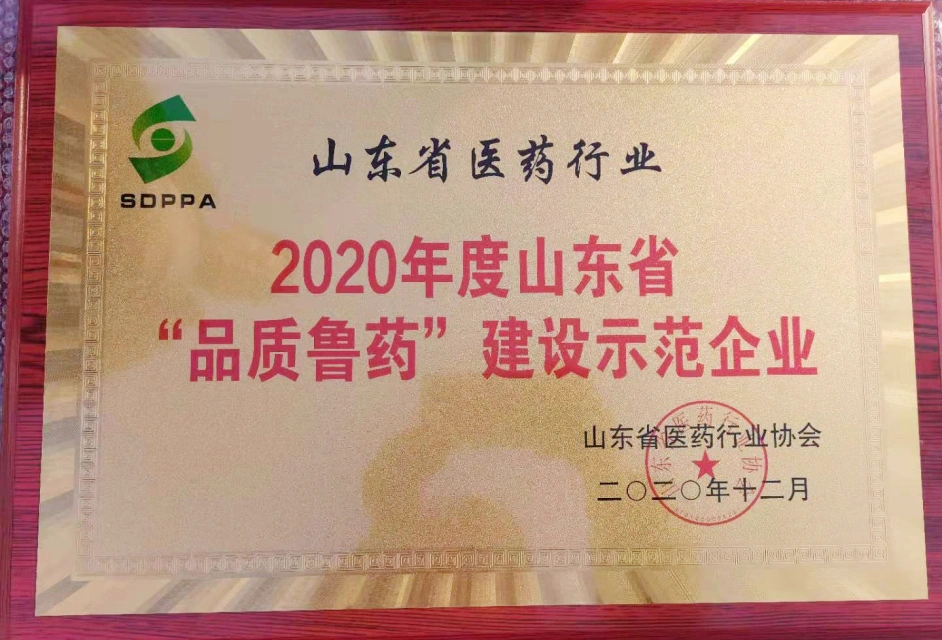 SDPPA
山东省医药行业
2020年度山东省
“品质鲁药”建设示范企业
山东省医药行业协会
二〇二〇年十二月